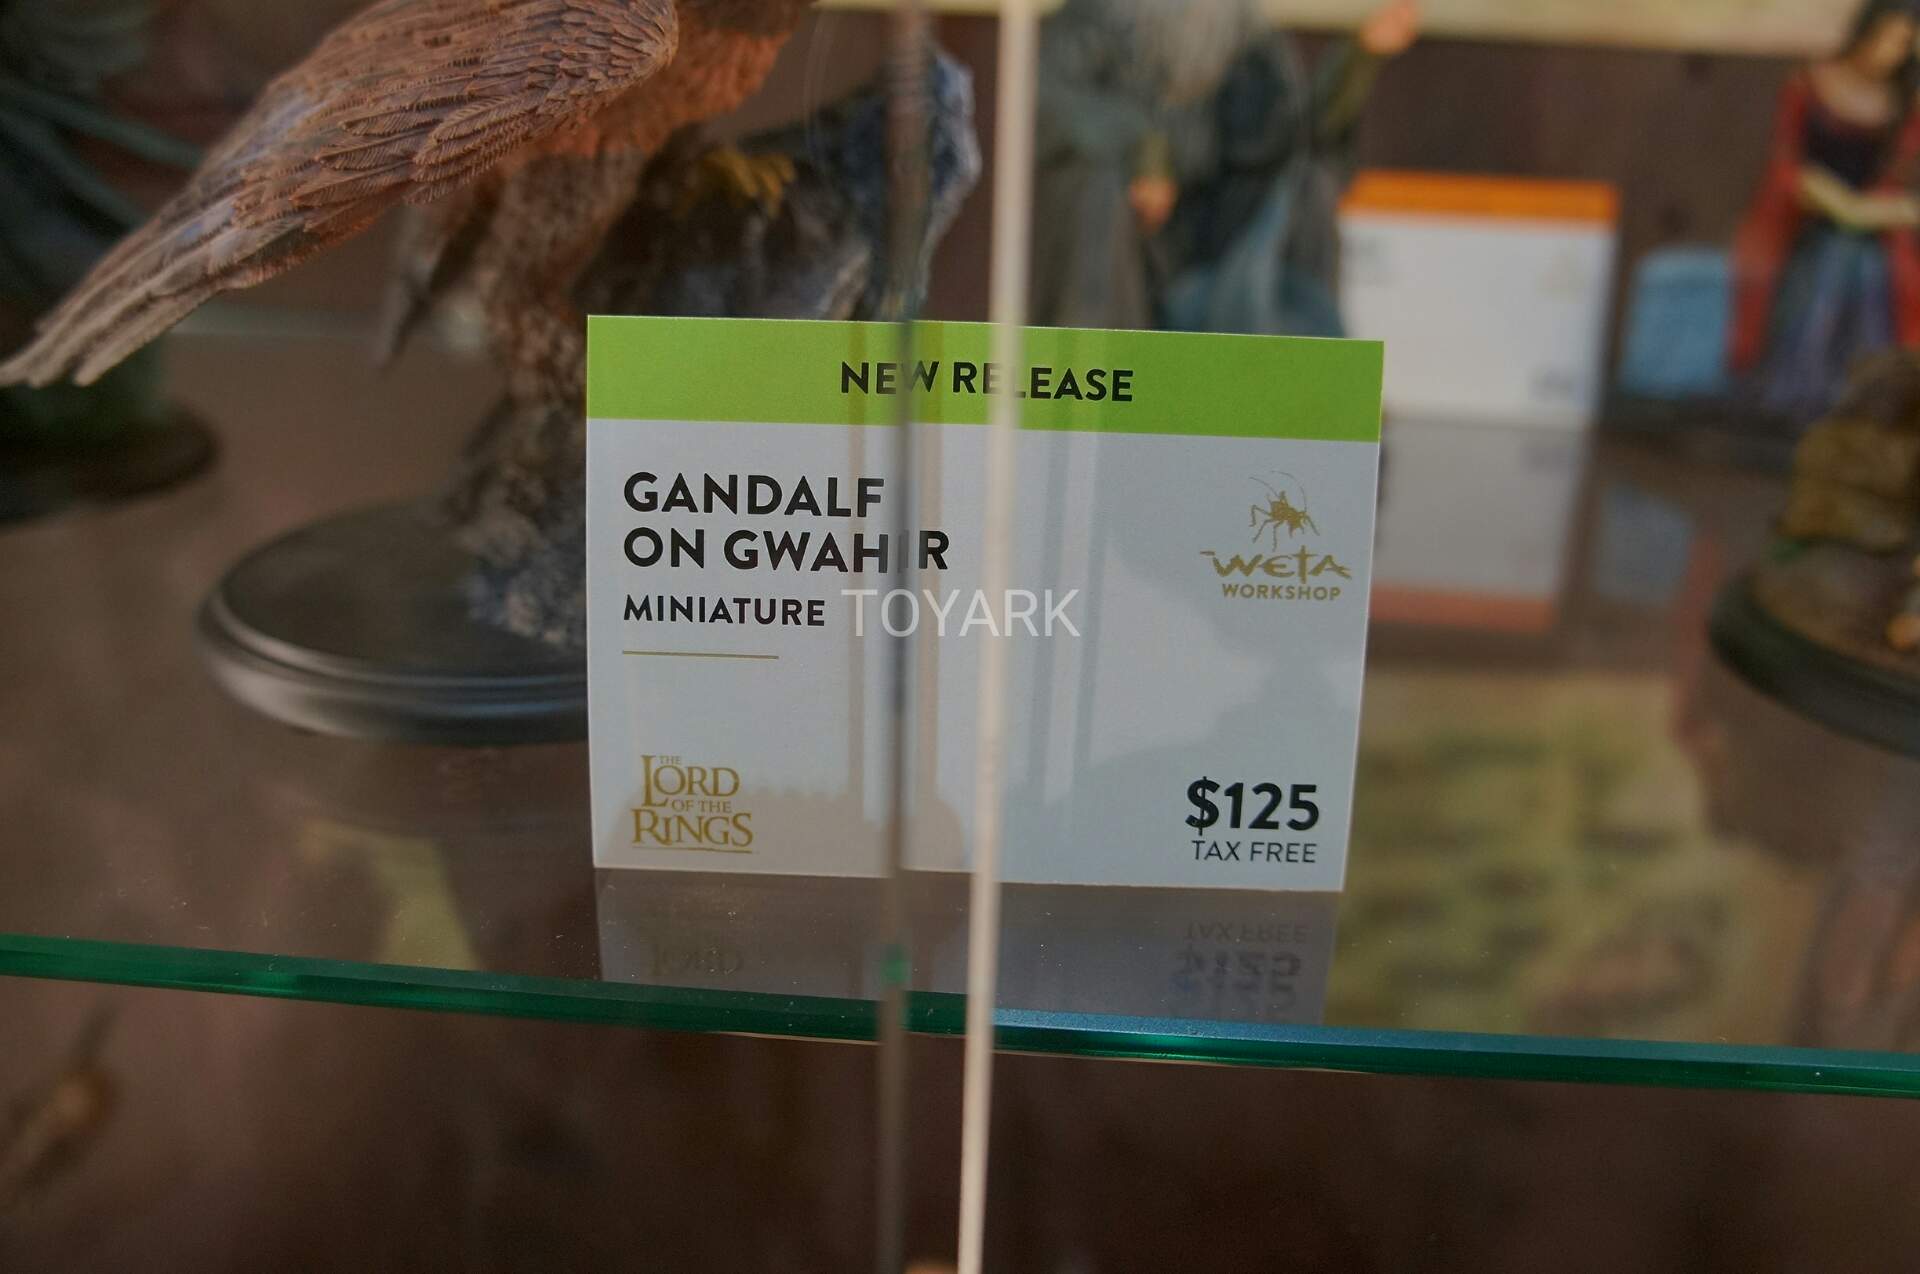 NEW RELEASE
GANDALF
ON GWAHIR
MINIATURE
TOYARK
WETA
WORKSHOP
THE
LORD
OF THE
RINGS
$125
TAX FREE